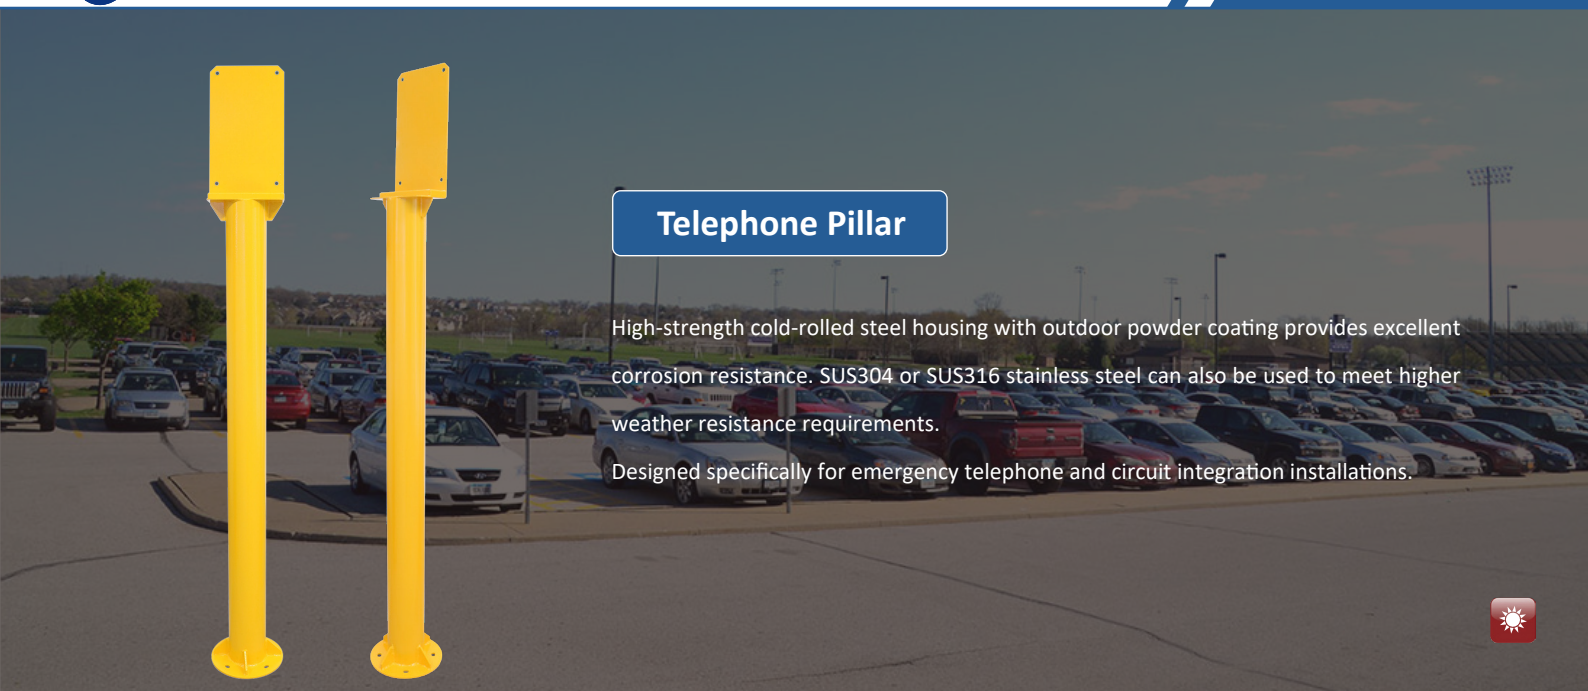 Telephone Pillar
High-strength cold-rolled steel housing with outdoor powder coating provides excellent
corrosion resistance. SUS304 or SUS316 stainless steel can also be used to meet higher
weather resistance requirements.
Designed specifically for emergency telephone and circuit integration installations.